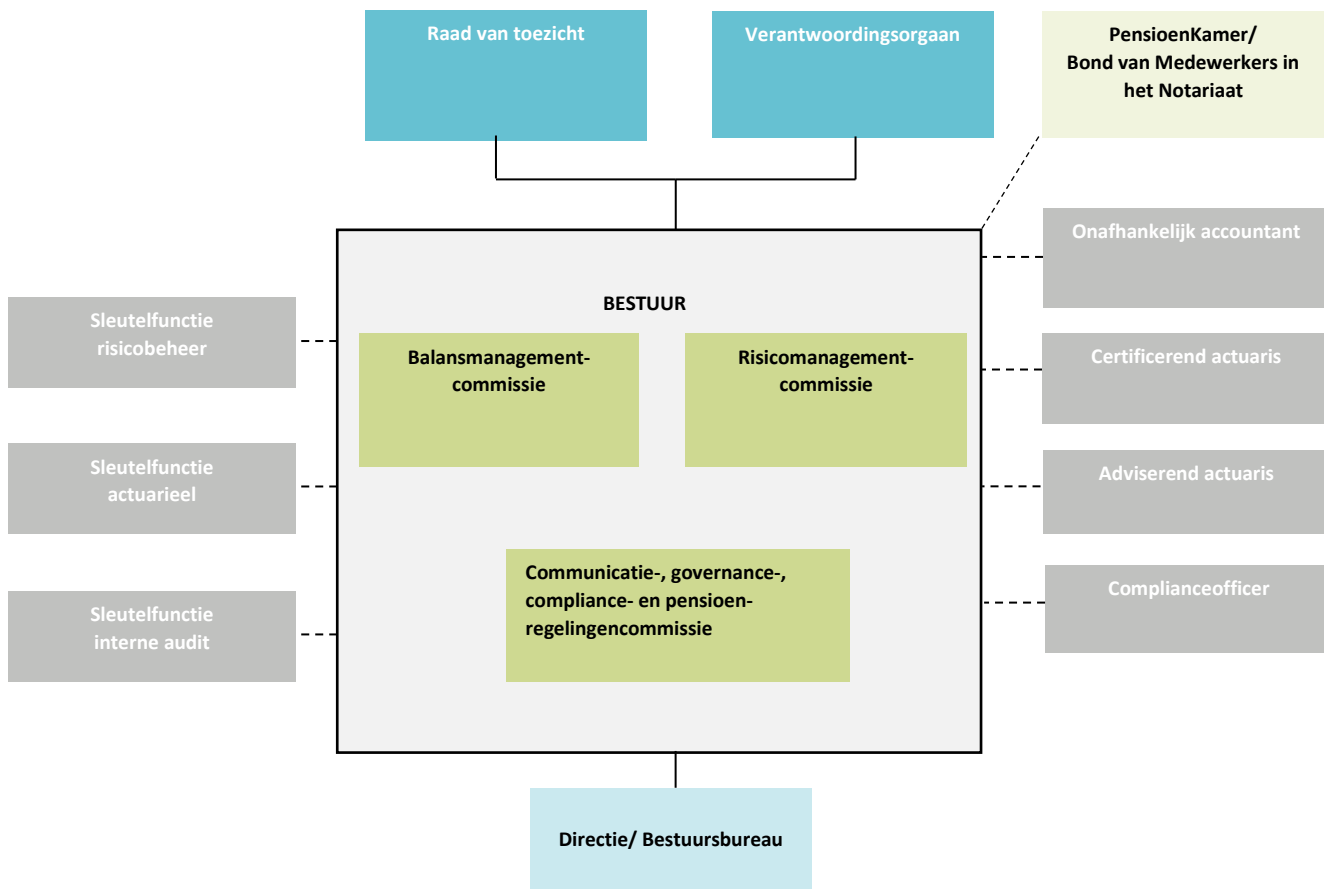 Raad van toezicht
Verantwoordingsorgaan
PensioenKamer/
Bond van Medewerkers in
het Notariaat
Onafhankelijk accountant
BESTUUR
Sleutelfunctie
risicobeheer
Balansmanagement-
commissie
Risicomanagement-
commissie
Certificerend actuaris
Sleutelfunctie
actuarieel
Adviserend actuaris
Communicatie-, governance-,
compliance- en pensioen-
regelingencommissie
Complianceofficer
Sleutelfunctie
interne audit
Directie/ Bestuursbureau